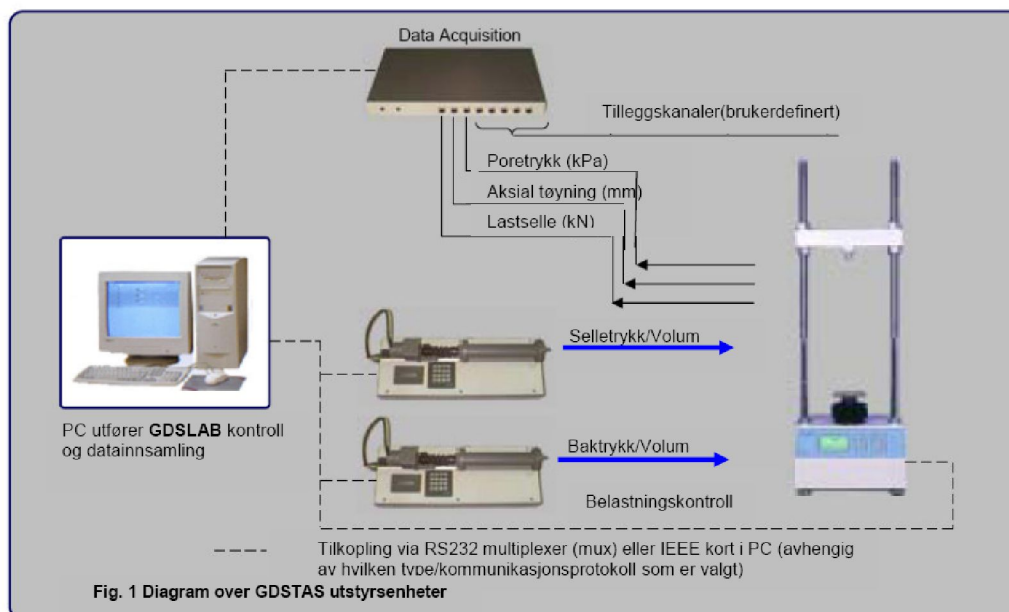 Data Acquisition
Tilleggskanaler(brukerdefinert)
Poretrykk (kPa)
Aksial tøyning (mm)
Lastselle (kN)
Selletrykk/Volum
PC utfører GDSLAB kontroll
og datainnsamling
Baktrykk/Volum
Belastningskontroll
Tilkopling via RS232 multiplexer (mux) eller IEEE kort i PC (avhengig
av hvilken type/kommunikasjonsprotokoll som er valgt)
Fig. 1 Diagram over GDSTAS utstyrsenheter